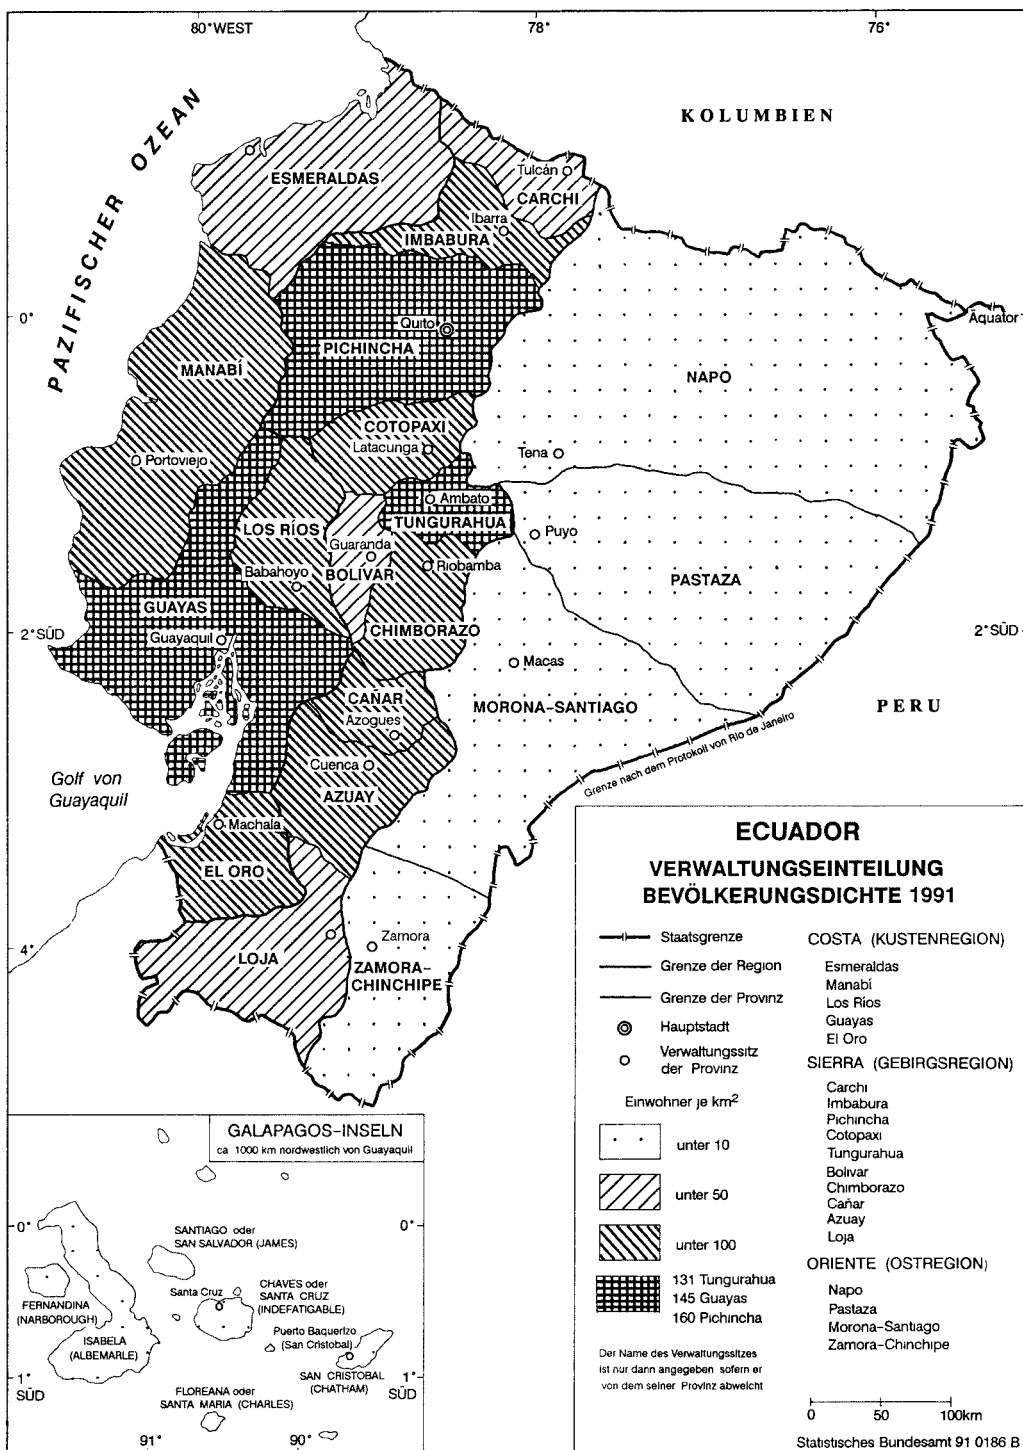 80° WEST
78°
76°
PAZIFISCHER OZEAN
KOLUMBIEN
ESMERALDAS
Tulcán
CARCHI
Ibarra
IMBABURA
0°
Äquator
Quito
PICHINCHA
MANABÍ
NAPO
COTOPAXI
Latacunga
Portoviejo
Tena
Ambato
TUNGURAHUA
LOS RÍOS
Puyo
Guaranda
BOLÍVAR
Riobamba
Babahoyo
PASTAZA
GUAYAS
CHIMBORAZO
2° SÜD
2° SÜD
Guayaquil
Macas
CAÑAR
Azogues
MORONA-SANTIAGO
PERU
Grenze nach dem Protokoll von Rio de Janeiro
Cuenca
Golf von
Guayaquil
AZUAY
Machala
EL ORO
Zamora
4°
LOJA
ZAMORA-
CHINCHIPE
ECUADOR
VERWALTUNGSEINTEILUNG
BEVÖLKERUNGSDICHTE 1991
Staatsgrenze
Grenze der Region
Grenze der Provinz
Hauptstadt
Verwaltungssitz
der Provinz
Einwohner je km²
unter 10
unter 50
unter 100
131 Tungurahua
145 Guayas
160 Pichincha
Der Name des Verwaltungssitzes
ist nur dann angegeben sofern er
von dem seiner Provinz abweicht
COSTA (KUSTENREGION)
Esmeraldas
Manabí
Los Ríos
Guayas
El Oro
SIERRA (GEBIRGSREGION)
Carchi
Imbabura
Pichincha
Cotopaxi
Tungurahua
Bolivar
Chimborazo
Cañar
Azuay
Loja
ORIENTE (OSTREGION)
Napo
Pastaza
Morona-Santiago
Zamora-Chinchipe
0 50 100km
Statistisches Bundesamt 91 0186 B
GALAPAGOS-INSELN
ca 1000 km nordwestlich von Guayaquil
0°
0°
SANTIAGO oder
SAN SALVADOR (JAMES)
Santa Cruz
CHAVES oder
SANTA CRUZ
(INDEFATIGABLE)
FERNANDINA
(NARBOROUGH)
ISABELA
(ALBEMARLE)
Puerto Baquerizo
(San Cristobal)
SAN CRISTOBAL
(CHATHAM)
1°
SÜD
1°
SÜD
FLOREANA oder
SANTA MARIA (CHARLES)
91°
90°